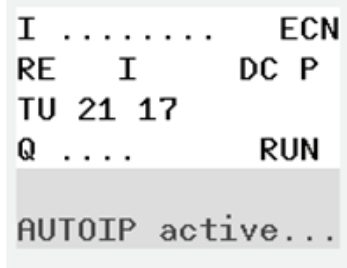 I ........ ECN
RE I DC P
TU 21 17
Q .... RUN
AUTOIP active...